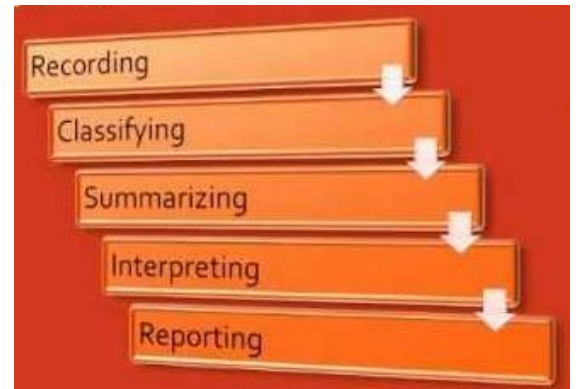 Recording
Classifying
Summarizing
Interpreting
Reporting